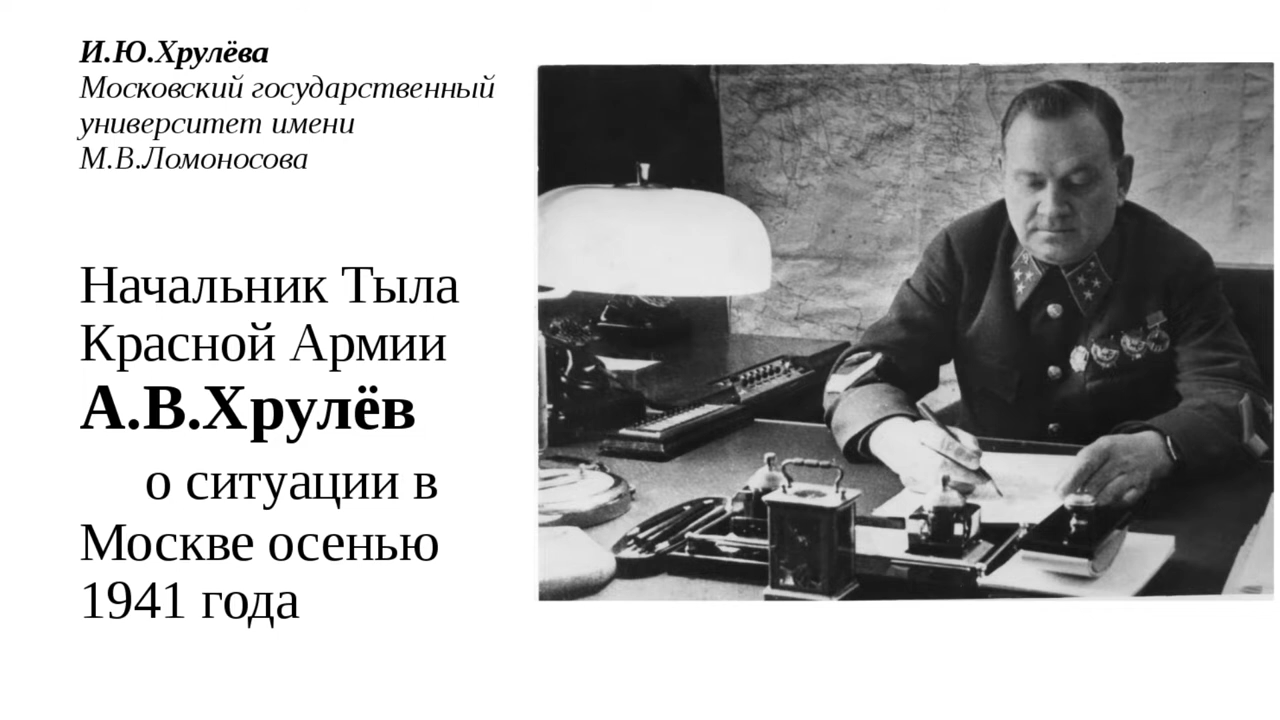 И.Ю.Хрулёва
Московский государственный
университет имени
М.В.Ломоносова
Начальник Тыла
Красной Армии
А.В.Хрулёв
о ситуации в
Москве осенью
1941 года